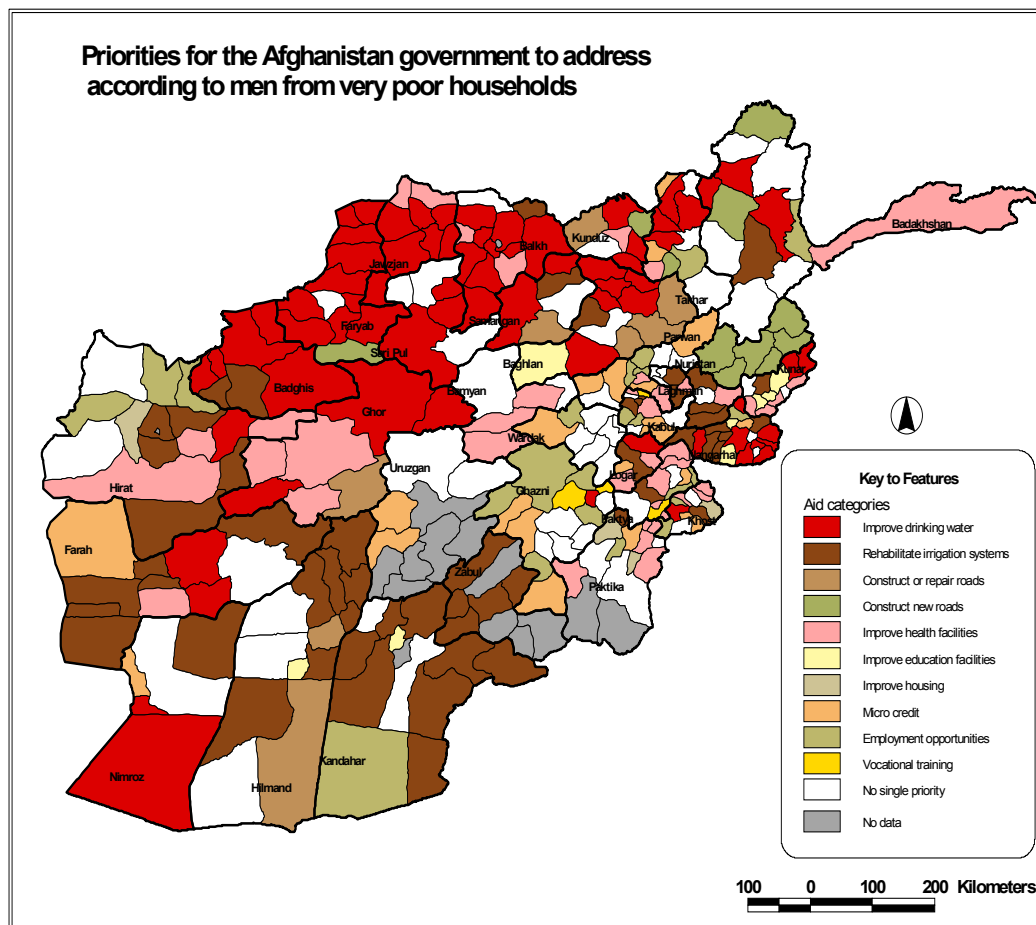 Priorities for the Afghanistan government to address
according to men from very poor households
Badakhshan
Kunduz
Balkh
Jawzjan
Takhar
Samangan
Faryab
Parwan
Sari Pul
Baghlan
Nuristan
Kunar
Badghis
Bamyan
Laghman
Ghor
Kabul
Wardak
Nangarhar
Uruzgan
Logar
Hirat
Ghazni
Paktya
Khost
Farah
Zabul
Paktika
Kandahar
Nimroz
Hilmand
Key to Features
Aid categories
Improve drinking water
Rehabilitate irrigation systems
Construct or repair roads
Construct new roads
Improve health facilities
Improve education facilities
Improve housing
Micro credit
Employment opportunities
Vocational training
No single priority
No data
100 0 100 200 Kilometers